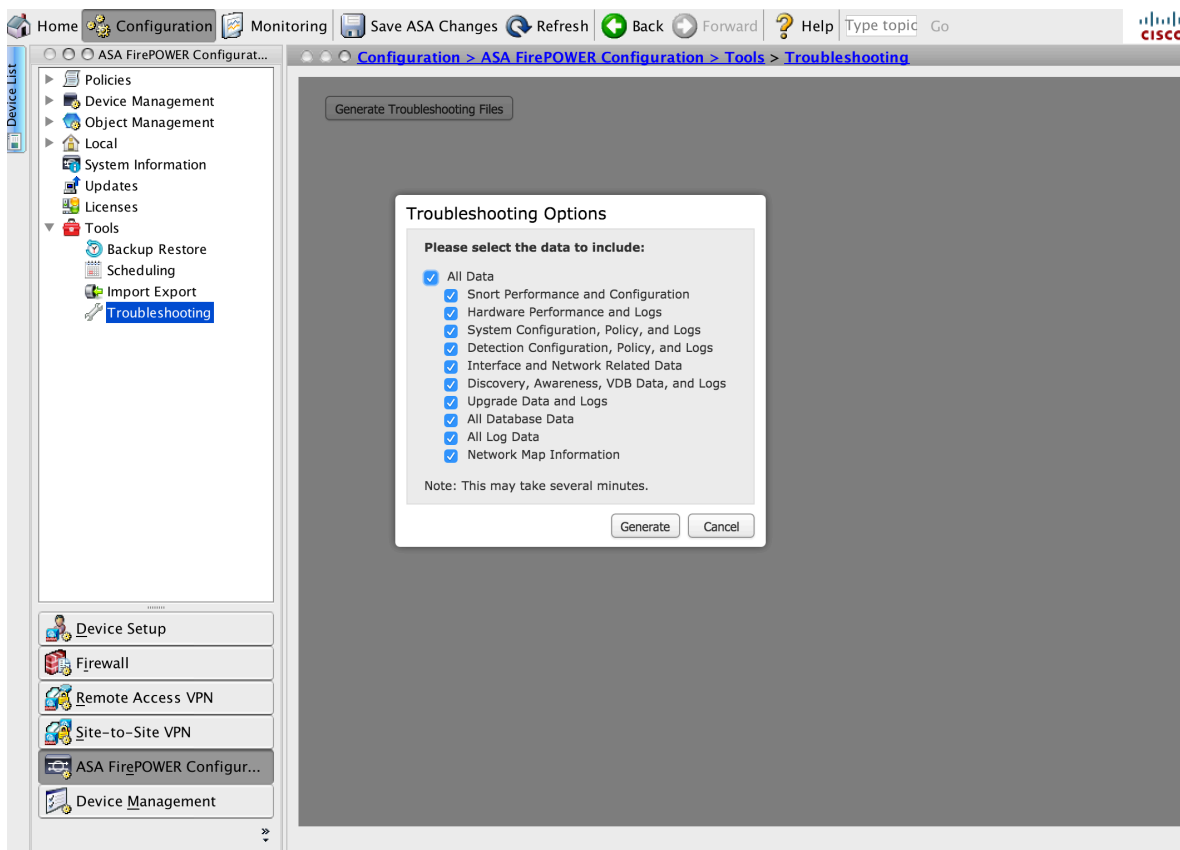 Home Configuration Monitoring Save ASA Changes Refresh Back Forward Help Type topic Go
cisco
Device List
ASA FirePOWER Configurat...
Policies
Device Management
Object Management
Local
System Information
Updates
Licenses
Tools
Backup Restore
Scheduling
Import Export
Troubleshooting
Device Setup
Firewall
Remote Access VPN
Site-to-Site VPN
ASA FirePOWER Configur...
Device Management
Configuration > ASA FirePOWER Configuration > Tools > Troubleshooting
Generate Troubleshooting Files
Troubleshooting Options
Please select the data to include:
All Data
Snort Performance and Configuration
Hardware Performance and Logs
System Configuration, Policy, and Logs
Detection Configuration, Policy, and Logs
Interface and Network Related Data
Discovery, Awareness, VDB Data, and Logs
Upgrade Data and Logs
All Database Data
All Log Data
Network Map Information
Note: This may take several minutes.
Generate Cancel